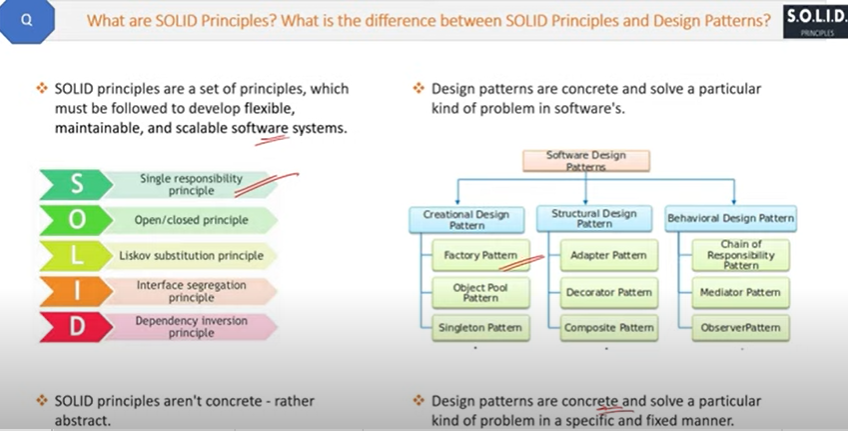 Q
What are SOLID Principles? What is the difference between SOLID Principles and Design Patterns?
S.O.L.I.D.
PRINCIPLES
SOLID principles are a set of principles, which
must be followed to develop flexible,
maintainable, and scalable software systems.
S
Single responsibility
principle
O
Open/closed principle
L
Liskov substitution principle
I
Interface segregation
principle
D
Dependency inversion
principle
SOLID principles aren't concrete - rather
abstract.
Design patterns are concrete and solve a particular
kind of problem in software's.
Software Design
Patterns
Creational Design
Pattern
Factory Pattern
Object Pool
Pattern
Singleton Pattern
Structural Design
Pattern
Adapter Pattern
Decorator Pattern
Composite Pattern
Behavioral Design Pattern
Chain of
Responsibility
Pattern
Mediator Pattern
ObserverPattern
Design patterns are concrete and solve a particular
kind of problem in a specific and fixed manner.